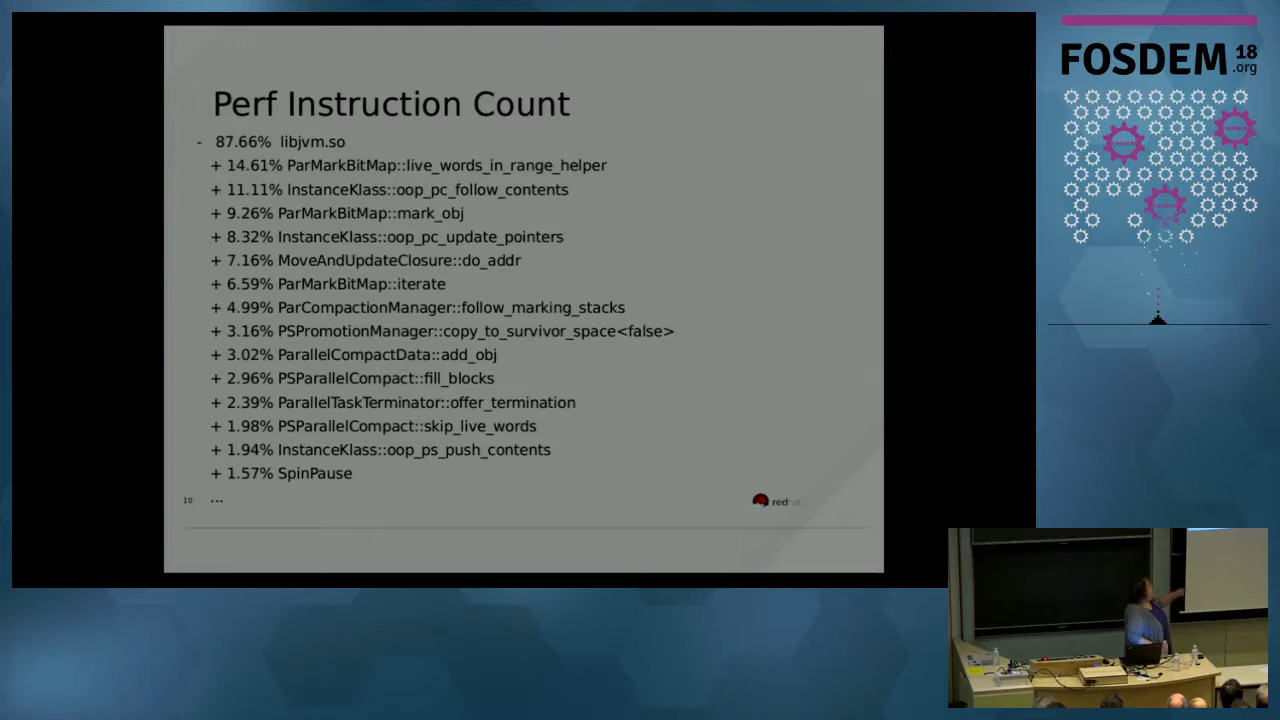 Perf Instruction Count
- 87.66% libjvm.so
+ 14.61% ParMarkBitMap::live_words_in_range_helper
+ 11.11% InstanceKlass::oop_pc_follow_contents
+ 9.26% ParMarkBitMap::mark_obj
+ 8.32% InstanceKlass::oop_pc_update_pointers
+ 7.16% MoveAndUpdateClosure::do_addr
+ 6.59% ParMarkBitMap::iterate
+ 4.99% ParCompactionManager::follow_marking_stacks
+ 3.16% PSPromotionManager::copy_to_survivor_space<false>
+ 3.02% ParallelCompactData::add_obj
+ 2.96% PSParallelCompact::fill_blocks
+ 2.39% ParallelTaskTerminator::offer_termination
+ 1.98% PSParallelCompact::skip_live_words
+ 1.94% InstanceKlass::oop_ps_push_contents
+ 1.57% SpinPause
10 ...
red
FOSDEM 18
.org